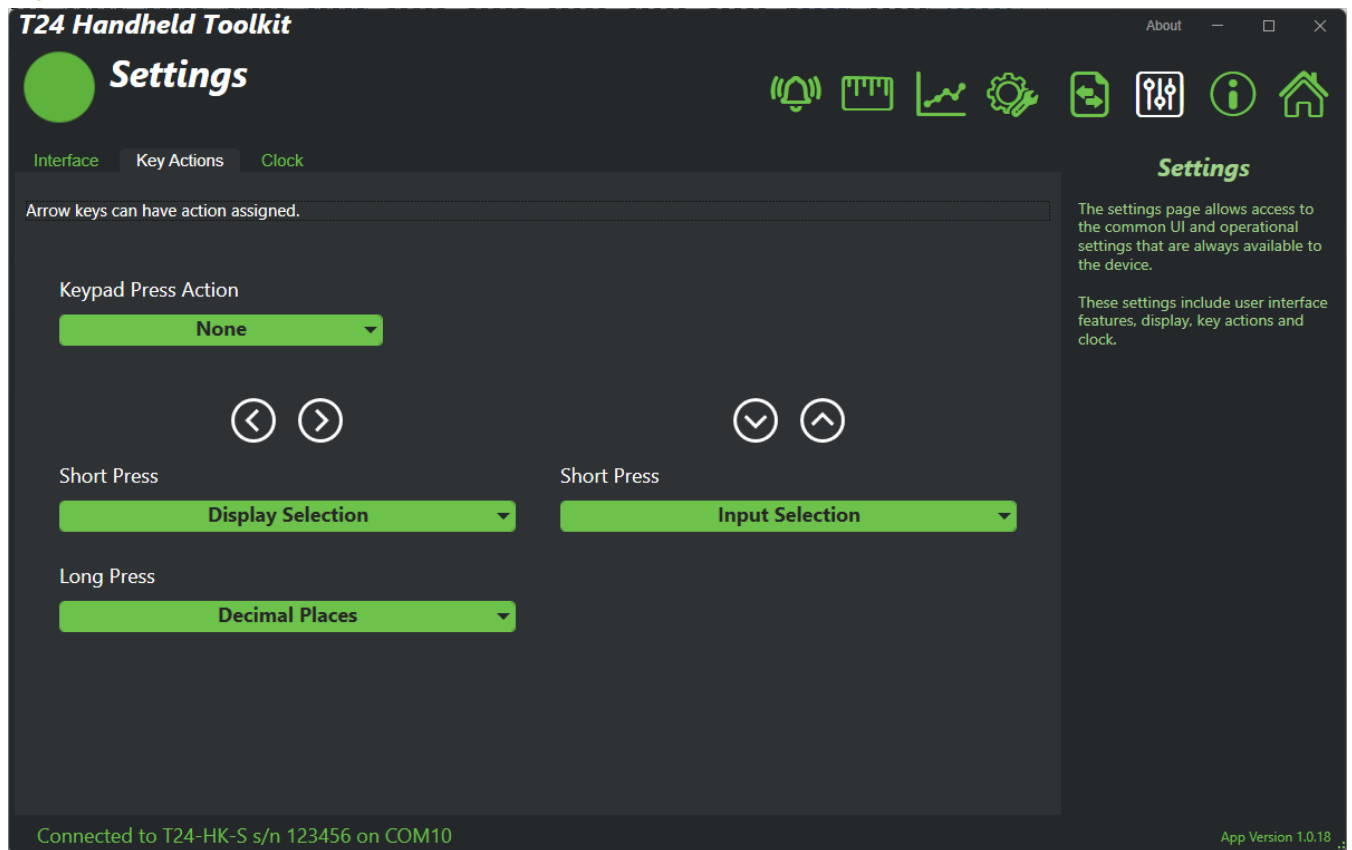 T24 Handheld Toolkit
About
Settings
Interface Key Actions Clock
Arrow keys can have action assigned.
Keypad Press Action
None
Short Press Short Press
Display Selection Input Selection
Long Press
Decimal Places
Settings
The settings page allows access to
the common UI and operational
settings that are always available to
the device.
These settings include user interface
features, display, key actions and
clock.
Connected to T24-HK-S s/n 123456 on COM10
App Version 1.0.18